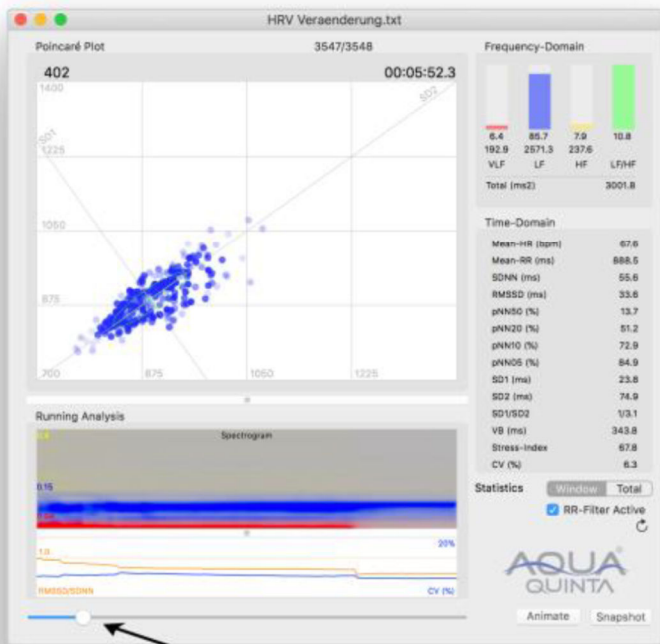 HRV Veraenderung.txt
Poincaré Plot 3547/3548
402 00:05:52.3
1400
SD2
SD1
1225
1050
875
700 875 1050 1225
Running Analysis
Spectrogram
0.15
1.0 20%
RMSSD/SDNN CV (%)
Frequency-Domain
6.4 85.7 7.9 10.8
192.9 2571.3 237.6
VLF LF HF LF/HF
Total (ms2) 3001.8
Time-Domain
Mean-HR (bpm) 67.6
Mean-RR (ms) 888.5
SDNN (ms) 55.6
RMSSD (ms) 33.6
pNN50 (%) 13.7
pNN20 (%) 51.2
pNN10 (%) 72.9
pNN05 (%) 84.9
SD1 (ms) 23.8
SD2 (ms) 74.9
SD1/SD2 1/3.1
VB (ms) 343.8
Stress-Index 67.8
CV (%) 6.3
Statistics Window Total
RR-Filter Active
AQUA
QUINTA
Animate Snapshot